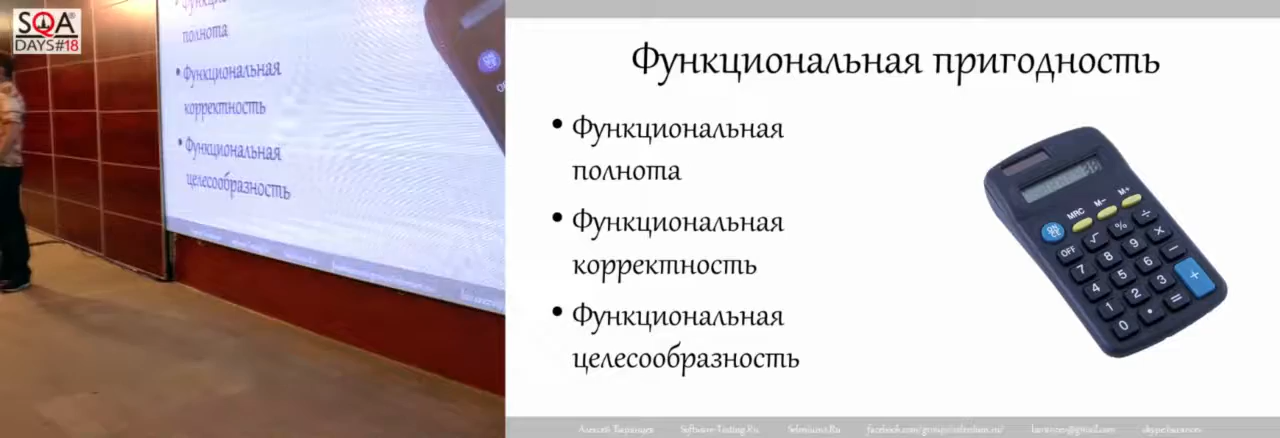 SQA
DAYS#18
полнота
• Функциональная
корректность
• Функциональная
целесообразность
Функциональная пригодность
• Функциональная
полнота
• Функциональная
корректность
• Функциональная
целесообразность
MRC M− M+
OFF √ % ÷
7 8 9 ×
4 5 6 −
1 2 3 +
0 • =
Software-Testing.Ru